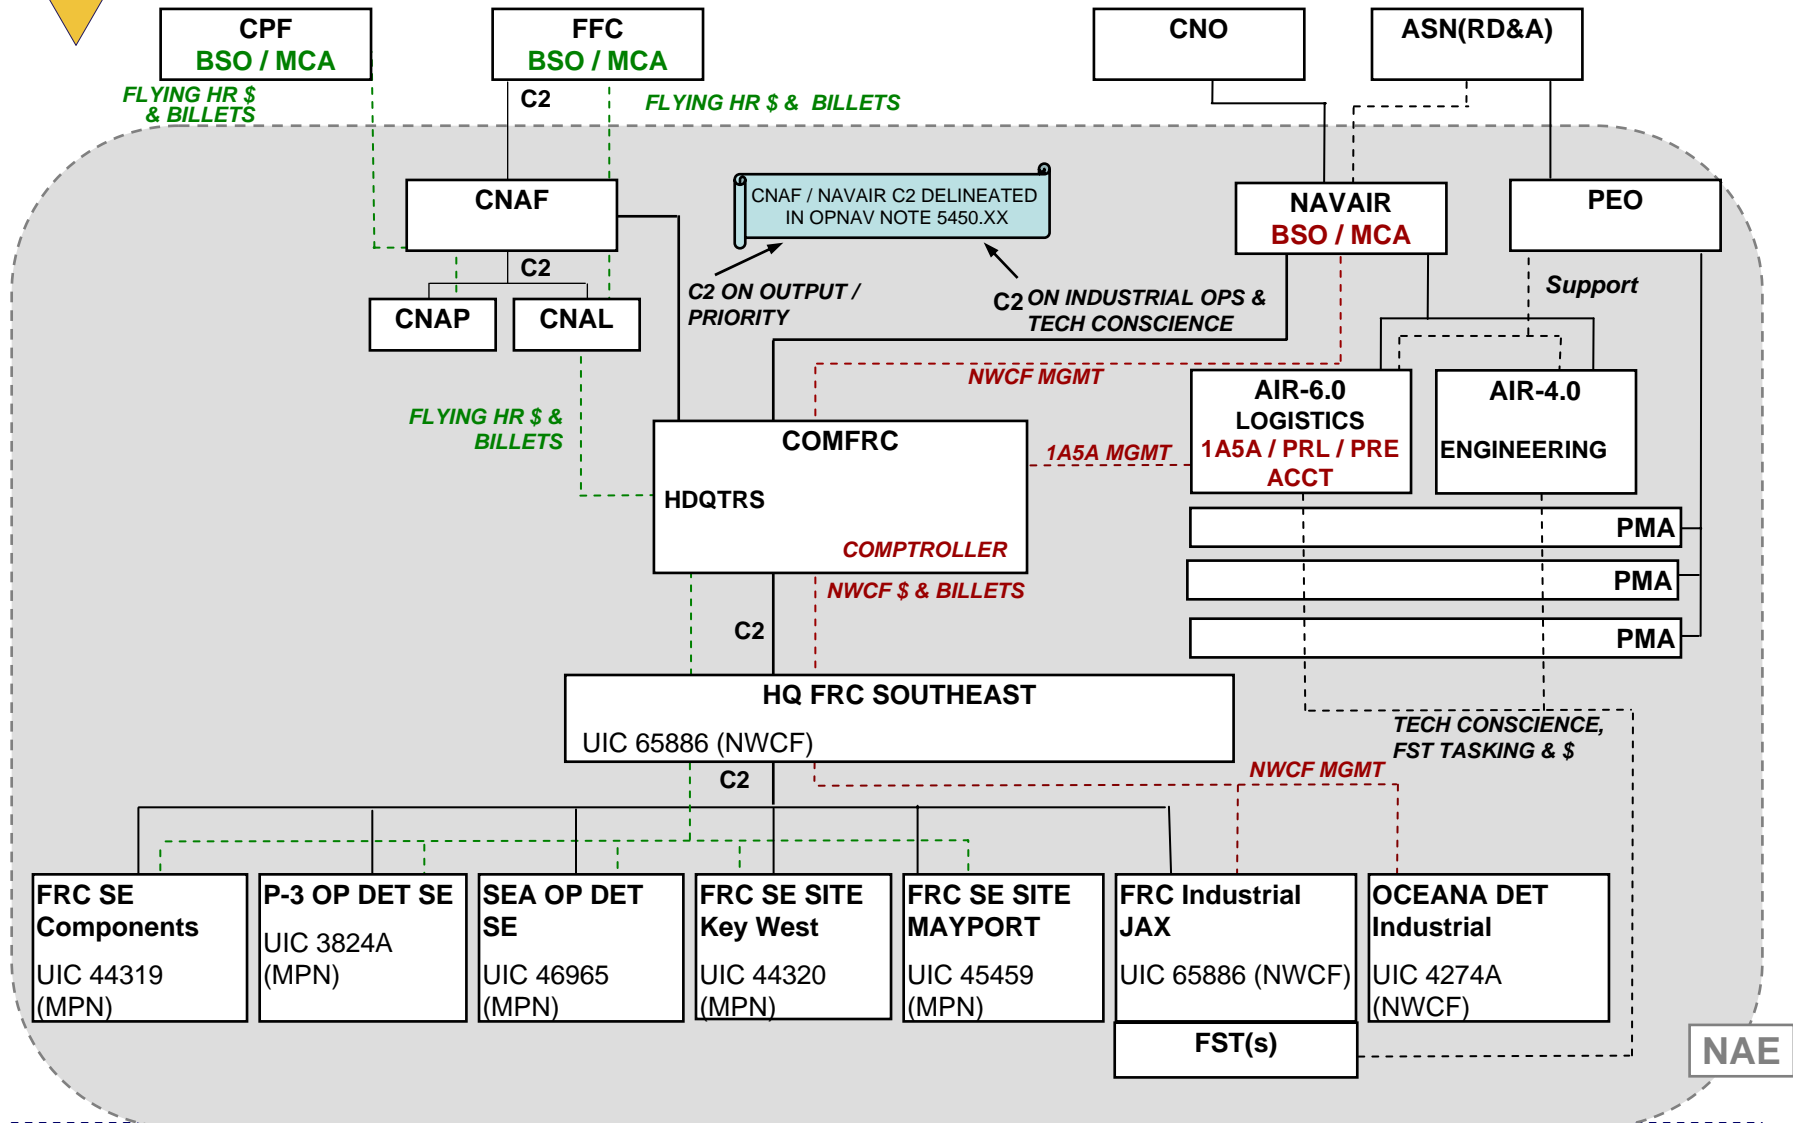 CPF
BSO / MCA
FFC
BSO / MCA
CNO
ASN(RD&A)
FLYING HR $
& BILLETS
C2
FLYING HR $ & BILLETS
CNAF
CNAF / NAVAIR C2 DELINEATED
IN OPNAV NOTE 5450.XX
NAVAIR
BSO / MCA
PEO
C2
C2 ON OUTPUT /
PRIORITY
C2 ON INDUSTRIAL OPS &
TECH CONSCIENCE
Support
CNAP
CNAL
NWCF MGMT
FLYING HR $ &
BILLETS
COMFRC
HDQTRS
COMPTROLLER
1A5A MGMT
AIR-6.0
LOGISTICS
1A5A / PRL / PRE
ACCT
AIR-4.0
ENGINEERING
PMA
PMA
PMA
NWCF $ & BILLETS
C2
HQ FRC SOUTHEAST
UIC 65886 (NWCF)
TECH CONSCIENCE,
FST TASKING & $
C2
NWCF MGMT
FRC SE
Components
UIC 44319
(MPN)
P-3 OP DET SE
UIC 3824A
(MPN)
SEA OP DET
SE
UIC 46965
(MPN)
FRC SE SITE
Key West
UIC 44320
(MPN)
FRC SE SITE
MAYPORT
UIC 45459
(MPN)
FRC Industrial
JAX
UIC 65886 (NWCF)
OCEANA DET
Industrial
UIC 4274A
(NWCF)
FST(s)
NAE